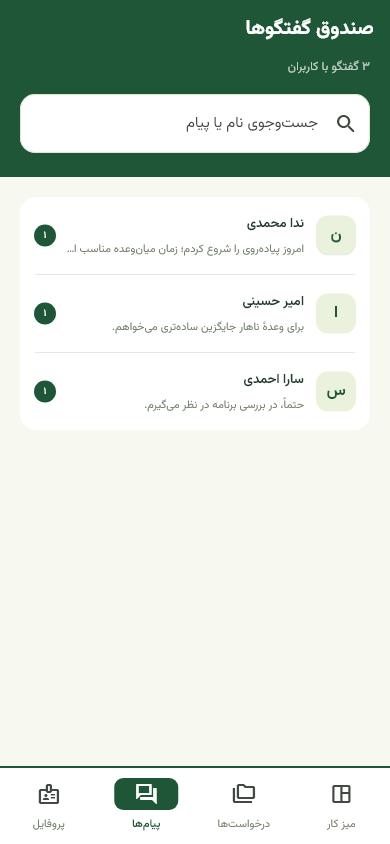 صندوق گفتگوها
۳ گفتگو با کاربران
جست‌وجوی نام یا پیام
ن
ندا محمدی
امروز پیاده‌روی را شروع کردم؛ زمان میان‌وعده مناسب ا...
۱
ا
امیر حسینی
برای وعدهٔ ناهار جایگزین ساده‌تری می‌خواهم.
۱
س
سارا احمدی
حتماً، در بررسی برنامه در نظر می‌گیرم.
۱
میز کار
درخواست‌ها
پیام‌ها
پروفایل